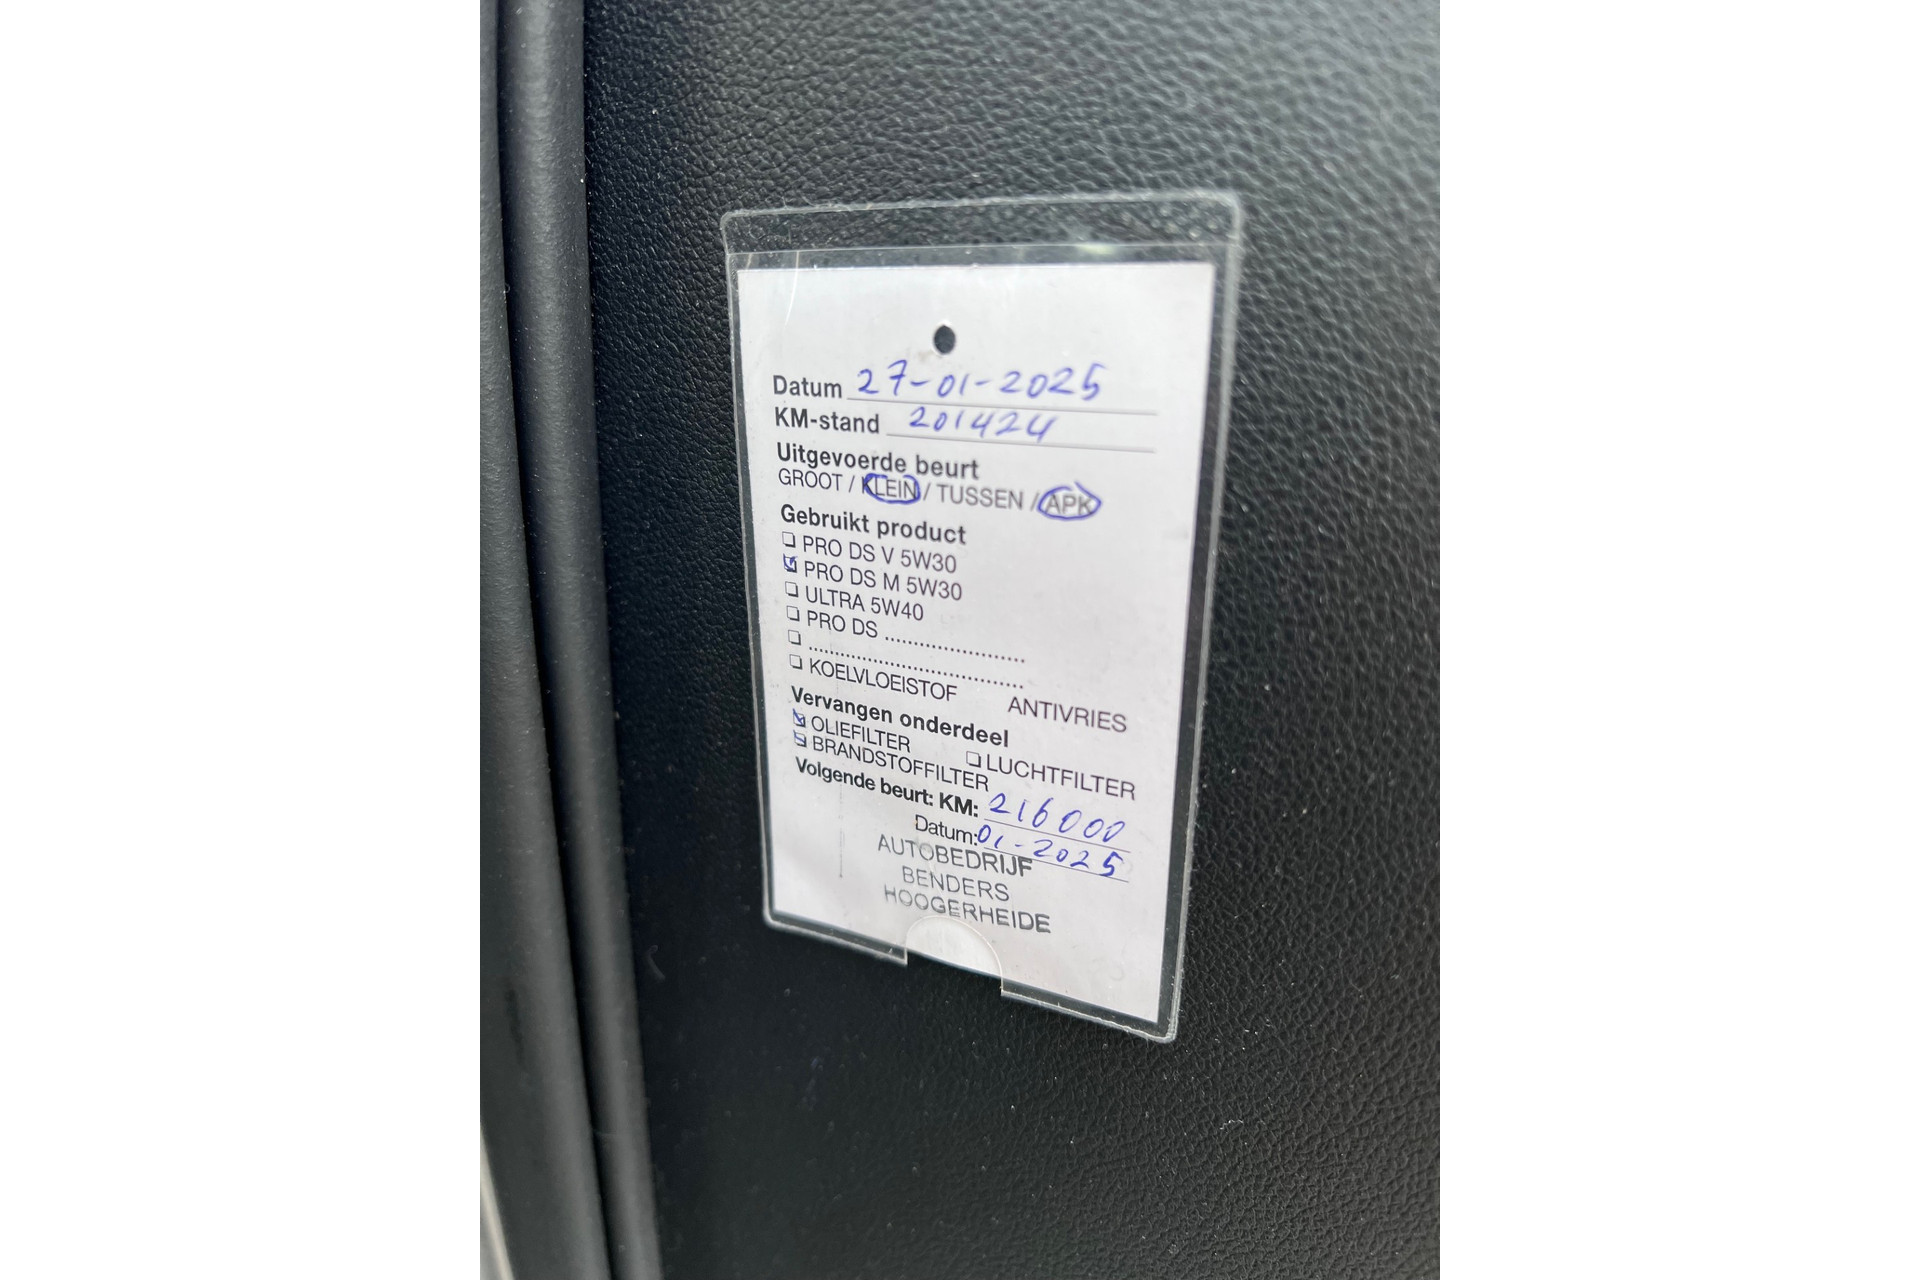 Datum 27-01-2025
KM-stand 201424
Uitgevoerde beurt
GROOT / KLEIN / TUSSEN / APK
Gebruikt product
PRO DS V 5W30
PRO DS M 5W30
ULTRA 5W40
PRO DS ........................
......................................
KOELVLOEISTOF ANTIVRIES
Vervangen onderdeel
OLIEFILTER LUCHTFILTER
BRANDSTOFFILTER
Volgende beurt: KM: 216000
Datum: 01-2025
AUTOBEDRIJF
BENDERS
HOOGERHEIDE